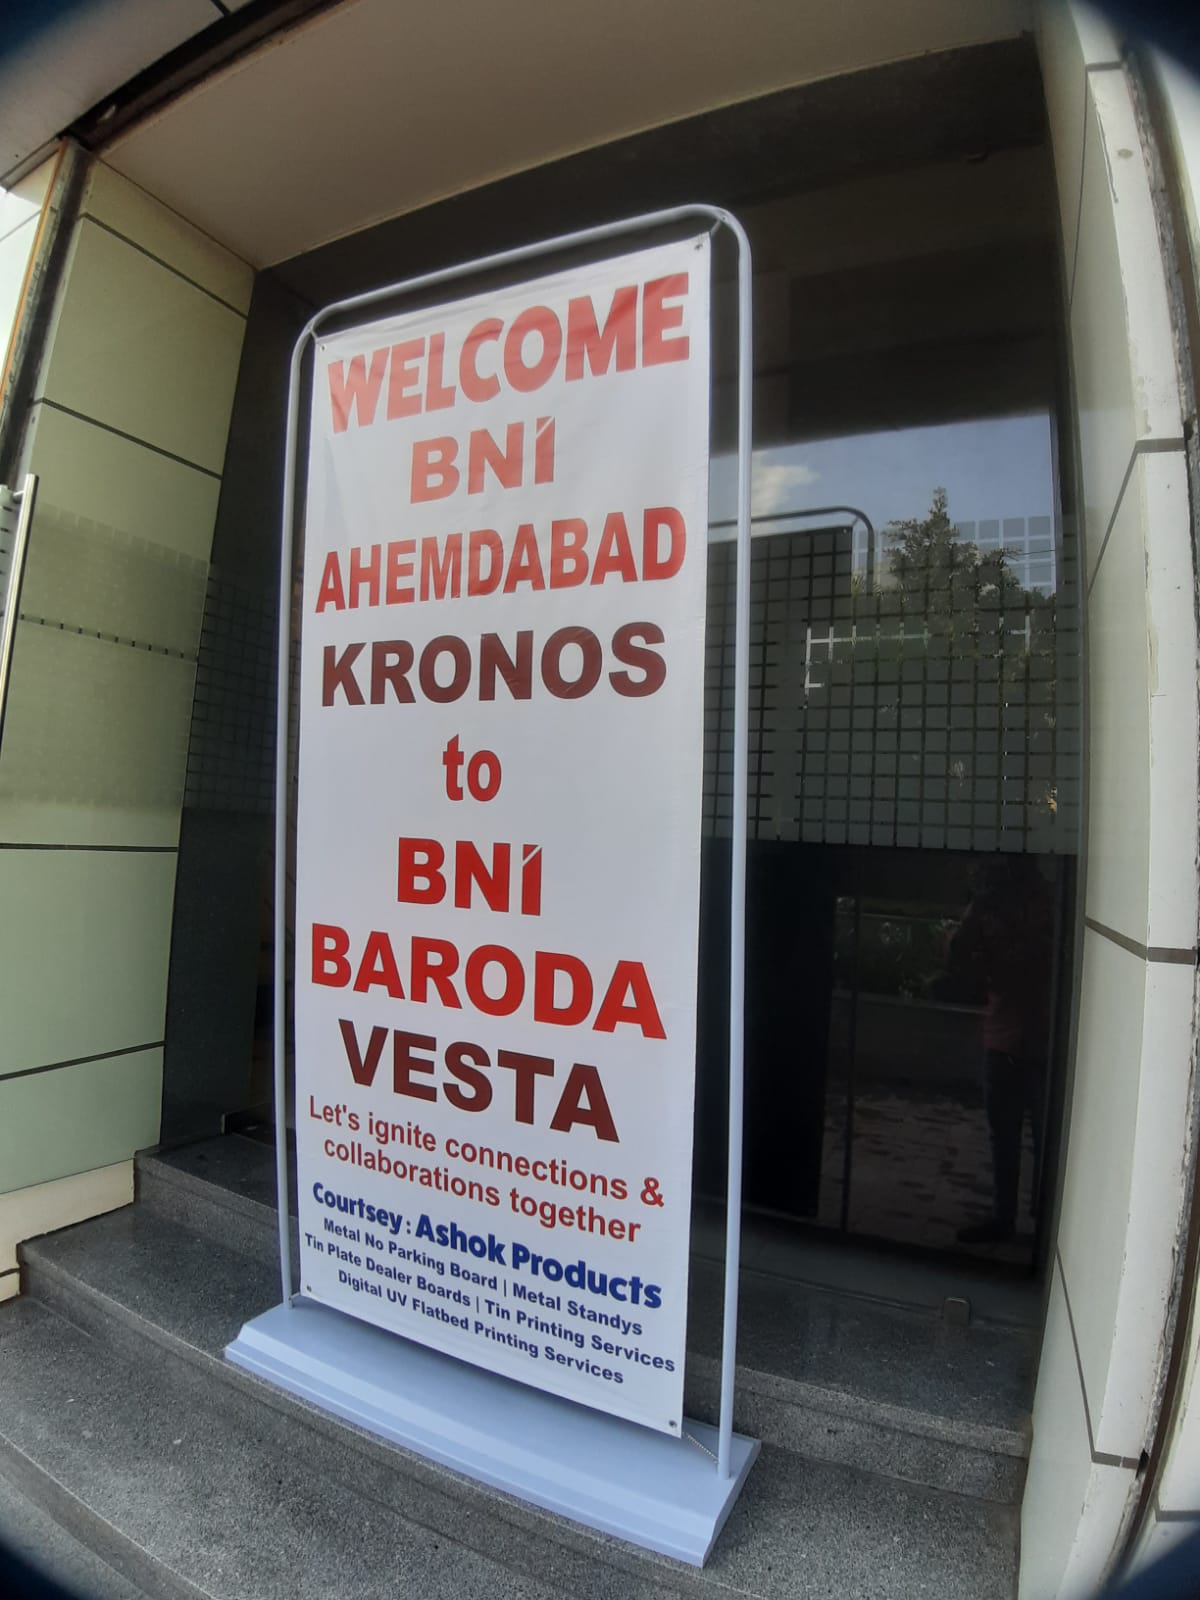 WELCOME
BNI
AHEMDABAD
KRONOS
to
BNI
BARODA
VESTA
Let's ignite connections &
collaborations together
Courtsey : Ashok Products
Metal No Parking Board | Metal Standys
Tin Plate Dealer Boards | Tin Printing Services
Digital UV Flatbed Printing Services